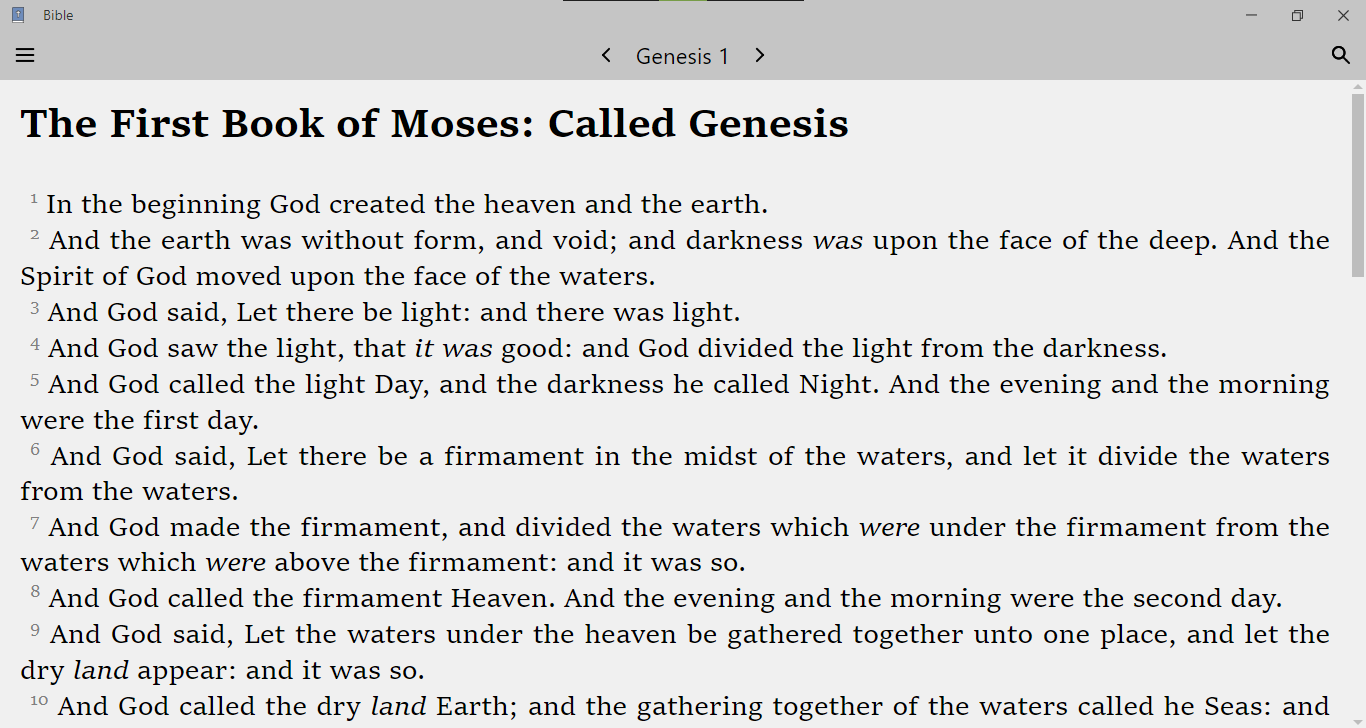 Bible
Genesis 1
The First Book of Moses: Called Genesis
1 In the beginning God created the heaven and the earth.
2 And the earth was without form, and void; and darkness was upon the face of the deep. And the
Spirit of God moved upon the face of the waters.
3 And God said, Let there be light: and there was light.
4 And God saw the light, that it was good: and God divided the light from the darkness.
5 And God called the light Day, and the darkness he called Night. And the evening and the morning
were the first day.
6 And God said, Let there be a firmament in the midst of the waters, and let it divide the waters
from the waters.
7 And God made the firmament, and divided the waters which were under the firmament from the
waters which were above the firmament: and it was so.
8 And God called the firmament Heaven. And the evening and the morning were the second day.
9 And God said, Let the waters under the heaven be gathered together unto one place, and let the
dry land appear: and it was so.
10 And God called the dry land Earth; and the gathering together of the waters called he Seas: and